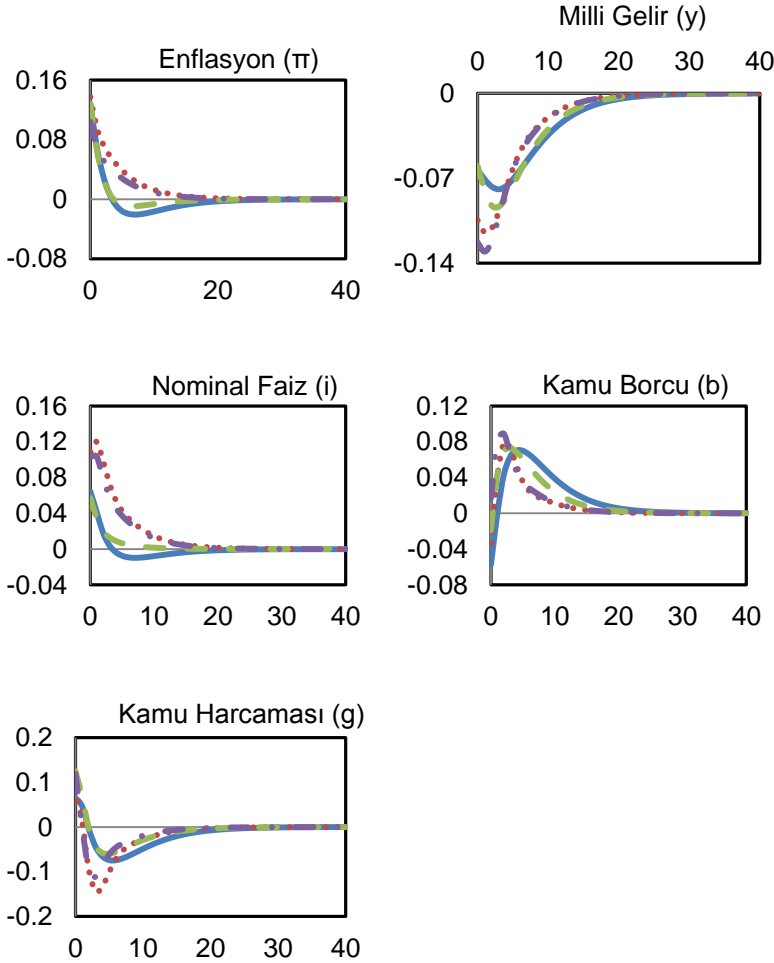 Enflasyon (π)
0.16
0.08
0
-0.08
0 20 40
Milli Gelir (y)
0 10 20 30 40
0
-0.07
-0.14
Nominal Faiz (i)
0.16
0.12
0.08
0.04
0
-0.04
0 10 20 30 40
Kamu Borcu (b)
0.12
0.08
0.04
0
-0.04
-0.08
0 10 20 30 40
Kamu Harcaması (g)
0.2
0.1
0
-0.1
-0.2
0 10 20 30 40